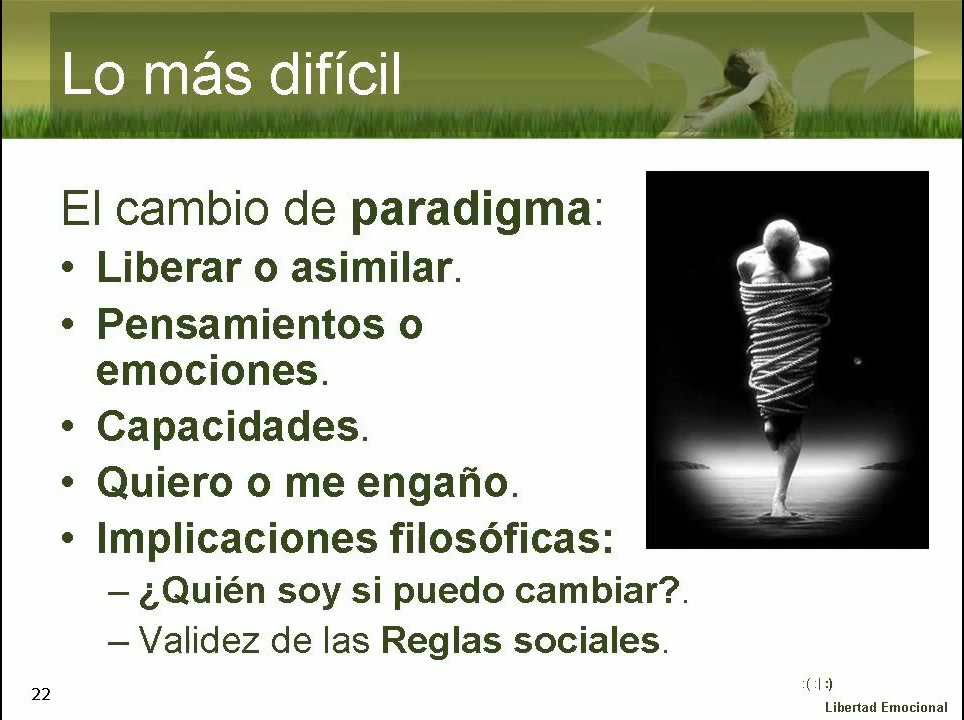 Lo más difícil
El cambio de paradigma:
• Liberar o asimilar.
• Pensamientos o
emociones.
• Capacidades.
• Quiero o me engaño.
• Implicaciones filosóficas:
– ¿Quién soy si puedo cambiar?.
– Validez de las Reglas sociales.
22
:( :| :)
Libertad Emocional